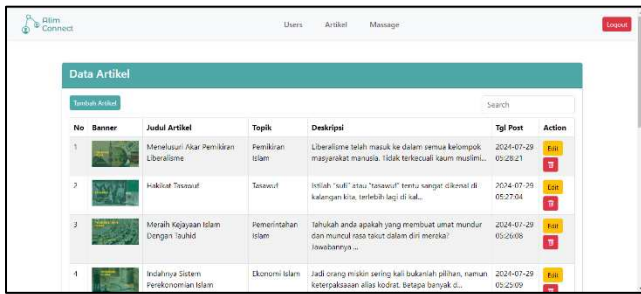 Alim
Connect
Users Artikel Massage
Logout
Data Artikel
Tambah Artikel
Search
No Banner Judul Artikel Topik Deskripsi Tgl Post Action
1 Menelusuri Akar Pemikiran Liberalisme Pemikiran Islam Liberalisme telah masuk ke dalam semua kelompok masyarakat manusia. Tidak terkecuali kaum muslimi... 2024-07-29 05:28:21 Edit
2 Hakikat Tasawuf Tasawuf Istilah "sufi" atau "tasawuf" tentu sangat dikenal di kalangan kita, terlebih lagi di kal... 2024-07-29 05:27:04 Edit
3 Meraih Kejayaan Islam Dengan Tauhid Pemerintahan Islam Tahukah anda apakah yang membuat umat mundur dan muncul rasa takut dalam diri mereka? Jawabannya ... 2024-07-29 05:26:08 Edit
4 Indahnya Sistem Perekonomian Islam Ekonomi Islam Jadi orang miskin sering kali bukanlah pilihan, namun keterpaksaaan alias kodrat. Betapa banyak d... 2024-07-29 05:25:09 Edit